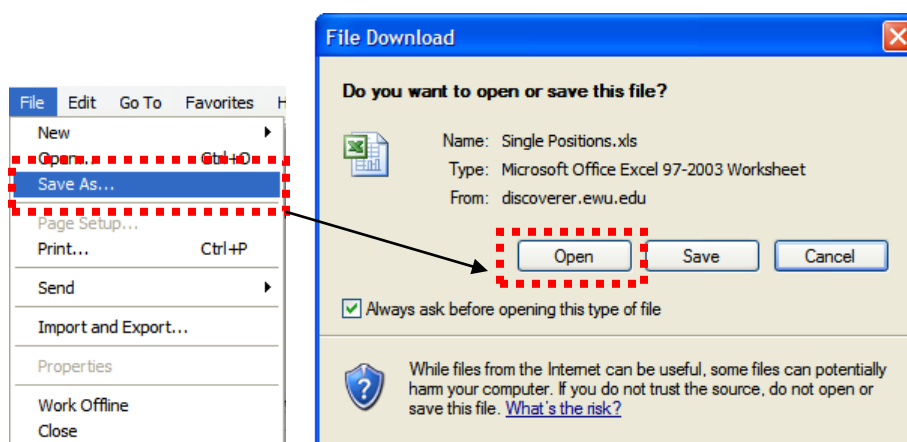 File Edit Go To Favorites H
New
Open... Ctrl+O
Save As...
Page Setup...
Print... Ctrl+P
Send
Import and Export...
Properties
Work Offline
Close
File Download
Do you want to open or save this file?
Name: Single Positions.xls
Type: Microsoft Office Excel 97-2003 Worksheet
From: discoverer.ewu.edu
Open Save Cancel
Always ask before opening this type of file
While files from the Internet can be useful, some files can potentially
harm your computer. If you do not trust the source, do not open or
save this file. What's the risk?